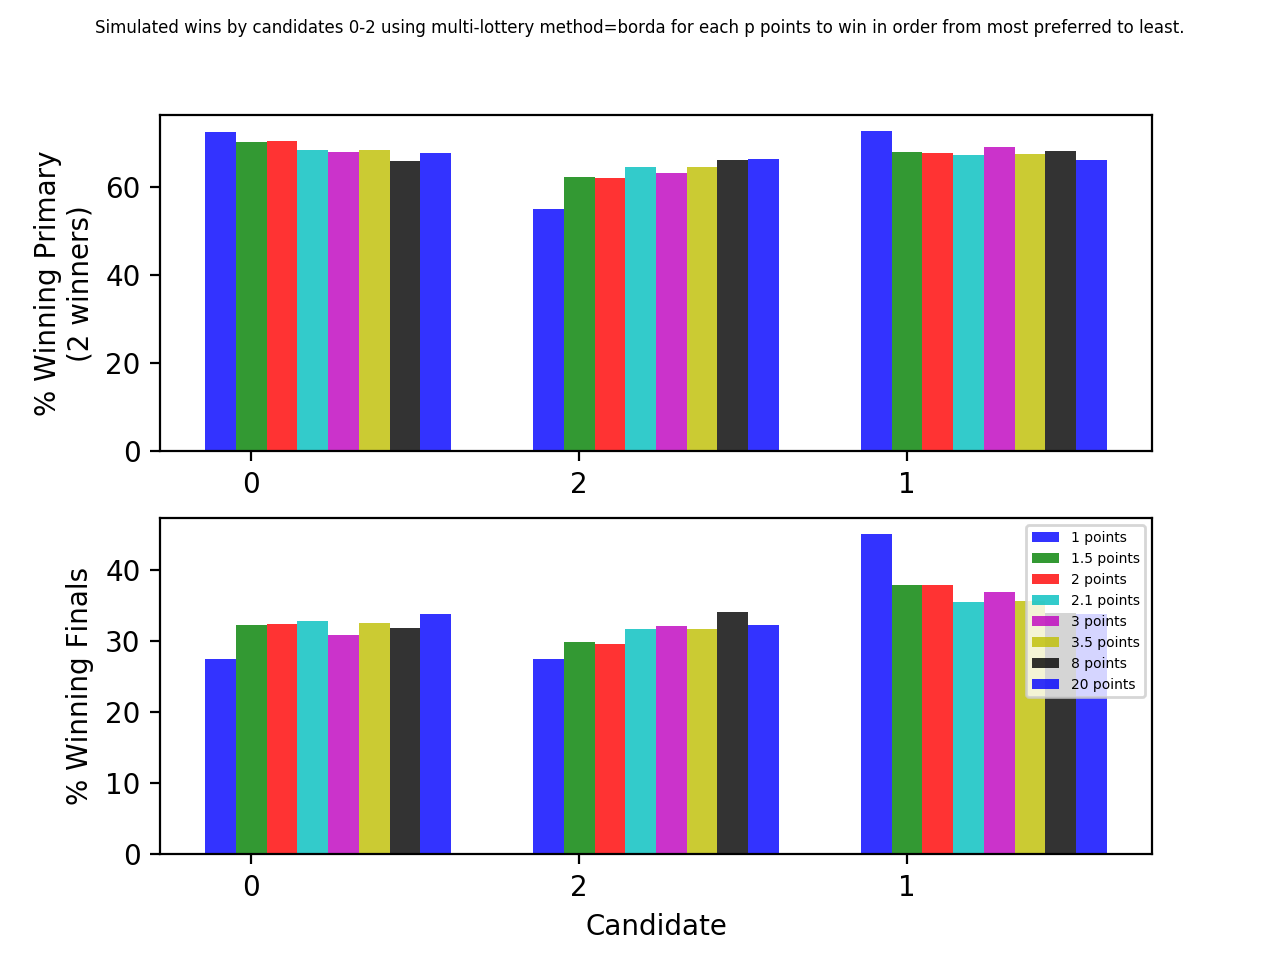 Simulated wins by candidates 0-2 using multi-lottery method=borda for each p points to win in order from most preferred to least.
% Winning Primary
(2 winners)
60
40
20
0
0 2 1
% Winning Finals
40
30
20
10
0
1 points
1.5 points
2 points
2.1 points
3 points
3.5 points
8 points
20 points
0 2 1
Candidate